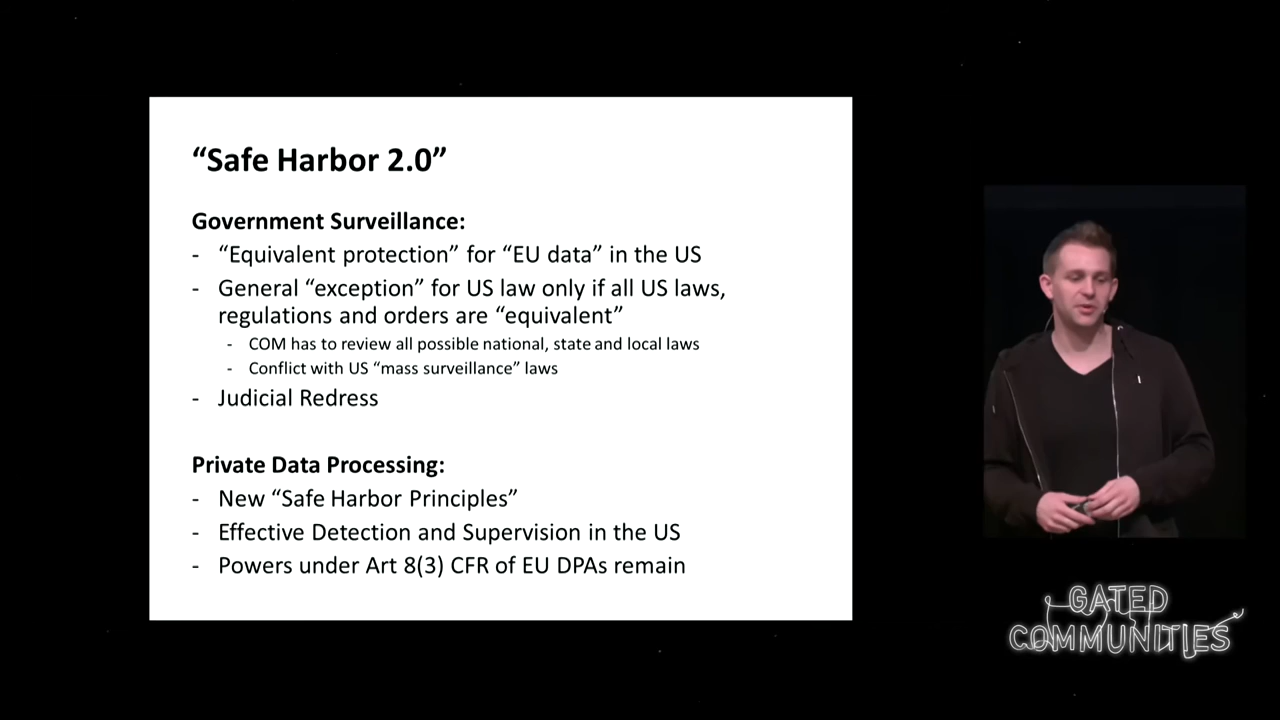 “Safe Harbor 2.0”
Government Surveillance:
- “Equivalent protection” for “EU data” in the US
- General “exception” for US law only if all US laws,
regulations and orders are “equivalent”
- COM has to review all possible national, state and local laws
- Conflict with US “mass surveillance” laws
- Judicial Redress
Private Data Processing:
- New “Safe Harbor Principles”
- Effective Detection and Supervision in the US
- Powers under Art 8(3) CFR of EU DPAs remain
GATED
COMMUNITIES